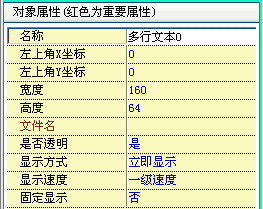 对象属性(红色为重要属性)
名称 多行文本0
左上角X坐标 0
左上角Y坐标 0
宽度 160
高度 64
文件名
是否透明 是
显示方式 立即显示
显示速度 一级速度
固定显示 否